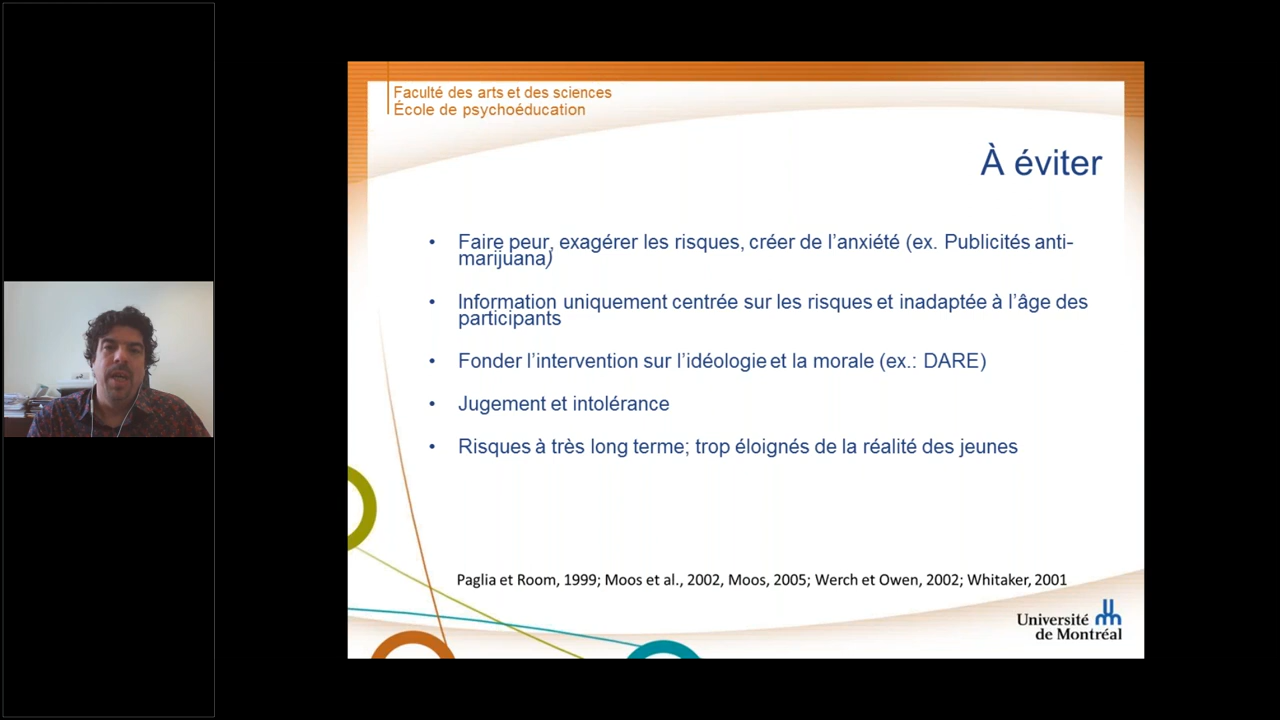 Faculté des arts et des sciences
École de psychoéducation
À éviter
• Faire peur, exagérer les risques, créer de l’anxiété (ex. Publicités anti-
marijuana)
• Information uniquement centrée sur les risques et inadaptée à l’âge des
participants
• Fonder l’intervention sur l’idéologie et la morale (ex.: DARE)
• Jugement et intolérance
• Risques à très long terme; trop éloignés de la réalité des jeunes
Paglia et Room, 1999; Moos et al., 2002, Moos, 2005; Werch et Owen, 2002; Whitaker, 2001
Université
de Montréal